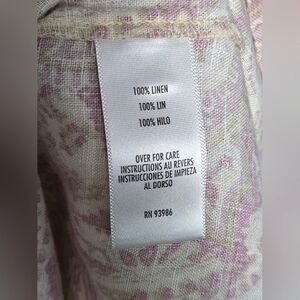 100% LINEN
100% LIN
100% HILO
OVER FOR CARE
INSTRUCTIONS AU REVERS
INSTRUCCIONES DE LIMPIEZA
AL DORSO
RN 93986